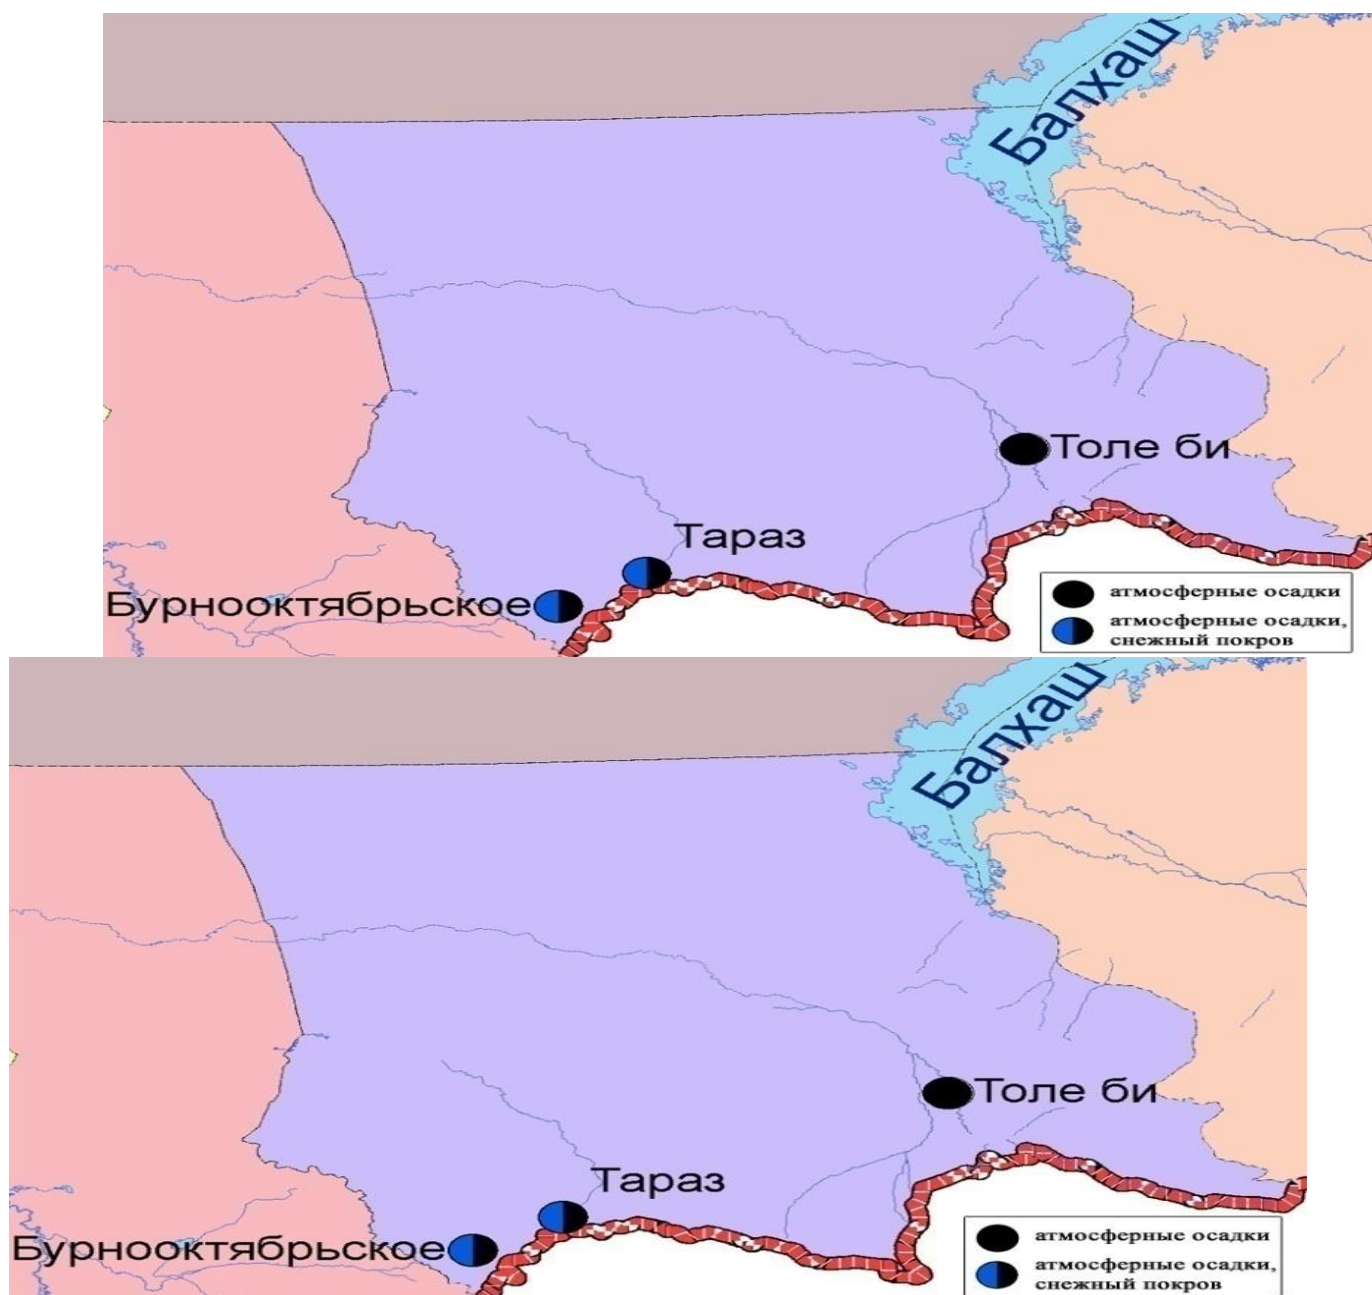 Балхаш
Толе би
Тараз
Бурнооктябрьское
атмосферные осадки
атмосферные осадки,
снежный покров
Балхаш
Толе би
Тараз
Бурнооктябрьское
атмосферные осадки
атмосферные осадки,
снежный покров